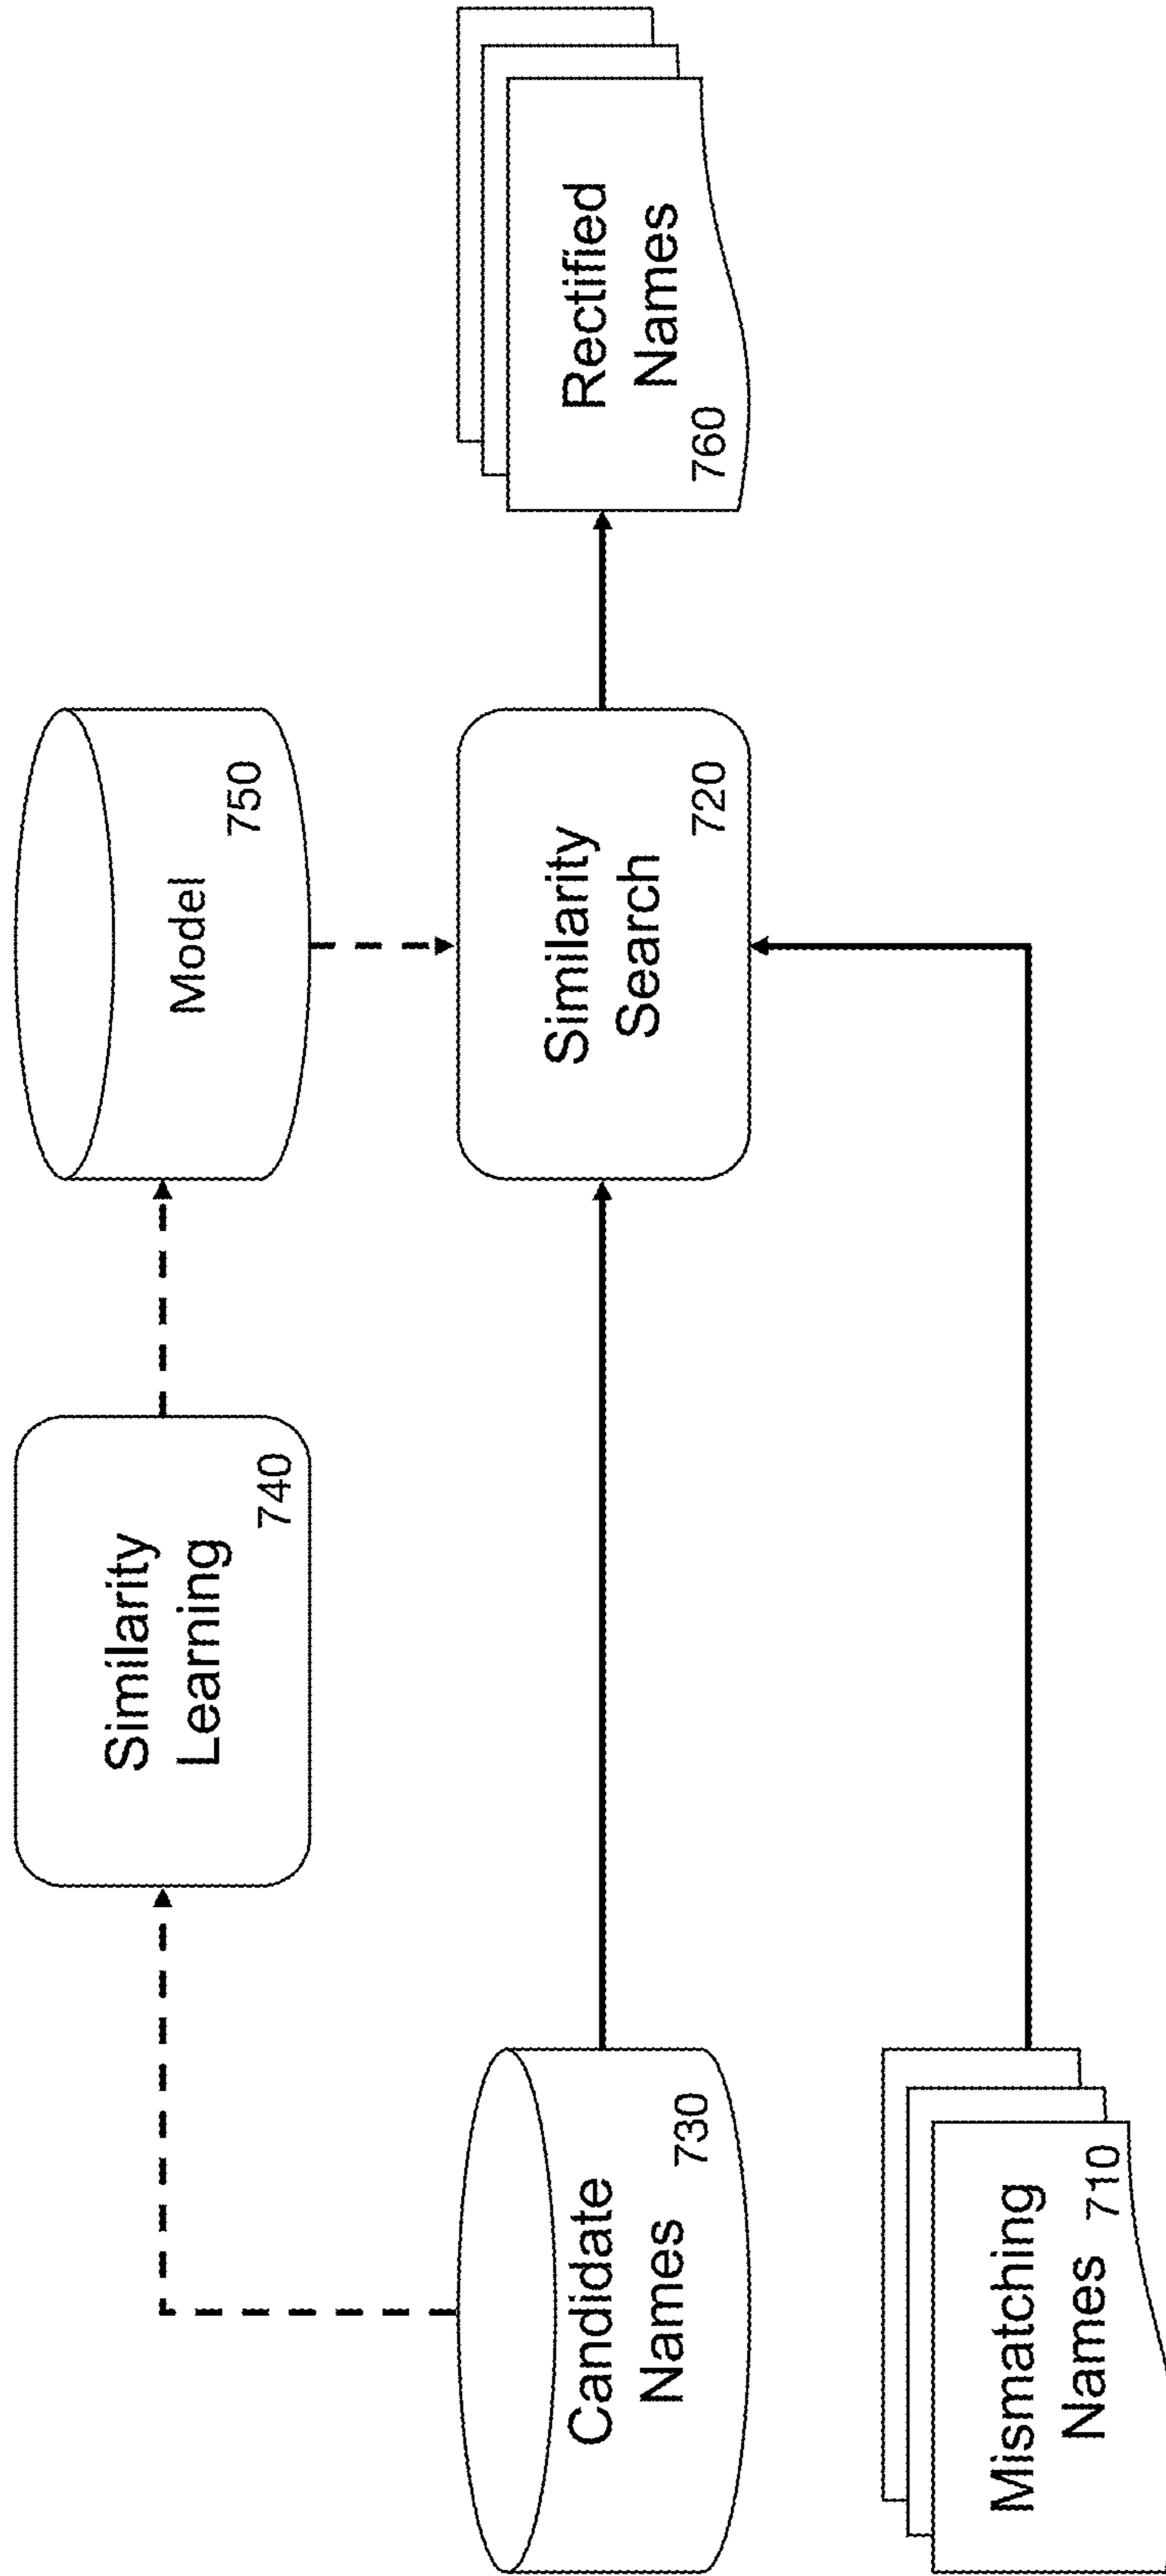 Similarity
Learning
740
Model
750
Candidate
Names
730
Similarity
Search
720
Rectified
Names
760
Mismatching
Names 710